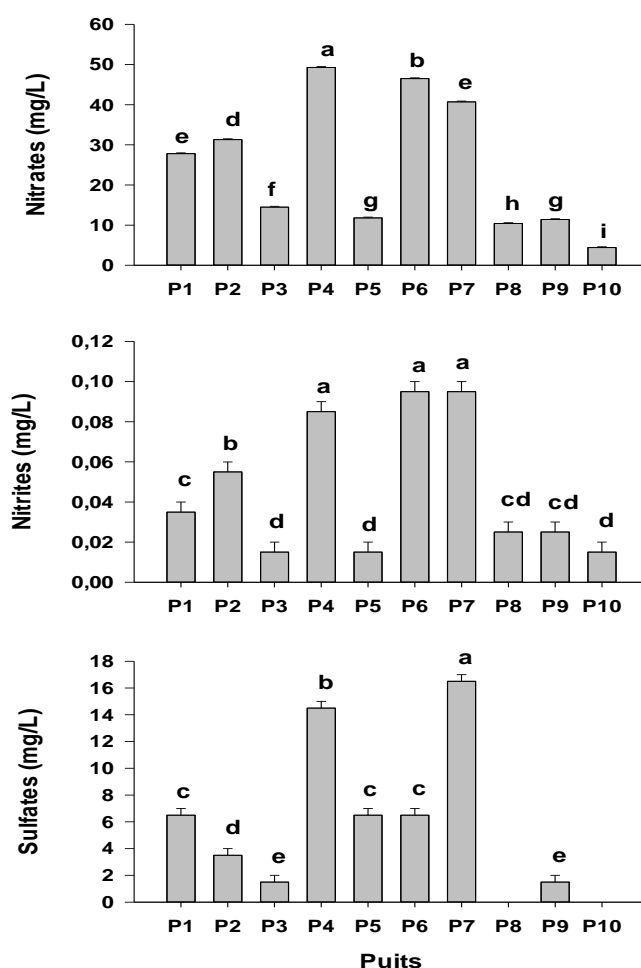 Nitrates (mg/L)
60
50
40
30
20
10
0
e d f a g b e h g i
P1 P2 P3 P4 P5 P6 P7 P8 P9 P10
Nitrites (mg/L)
0,12
0,10
0,08
0,06
0,04
0,02
0,00
c b d a d a a cd cd d
P1 P2 P3 P4 P5 P6 P7 P8 P9 P10
Sulfates (mg/L)
18
16
14
12
10
8
6
4
2
0
c d e b c c a e
P1 P2 P3 P4 P5 P6 P7 P8 P9 P10
Puits